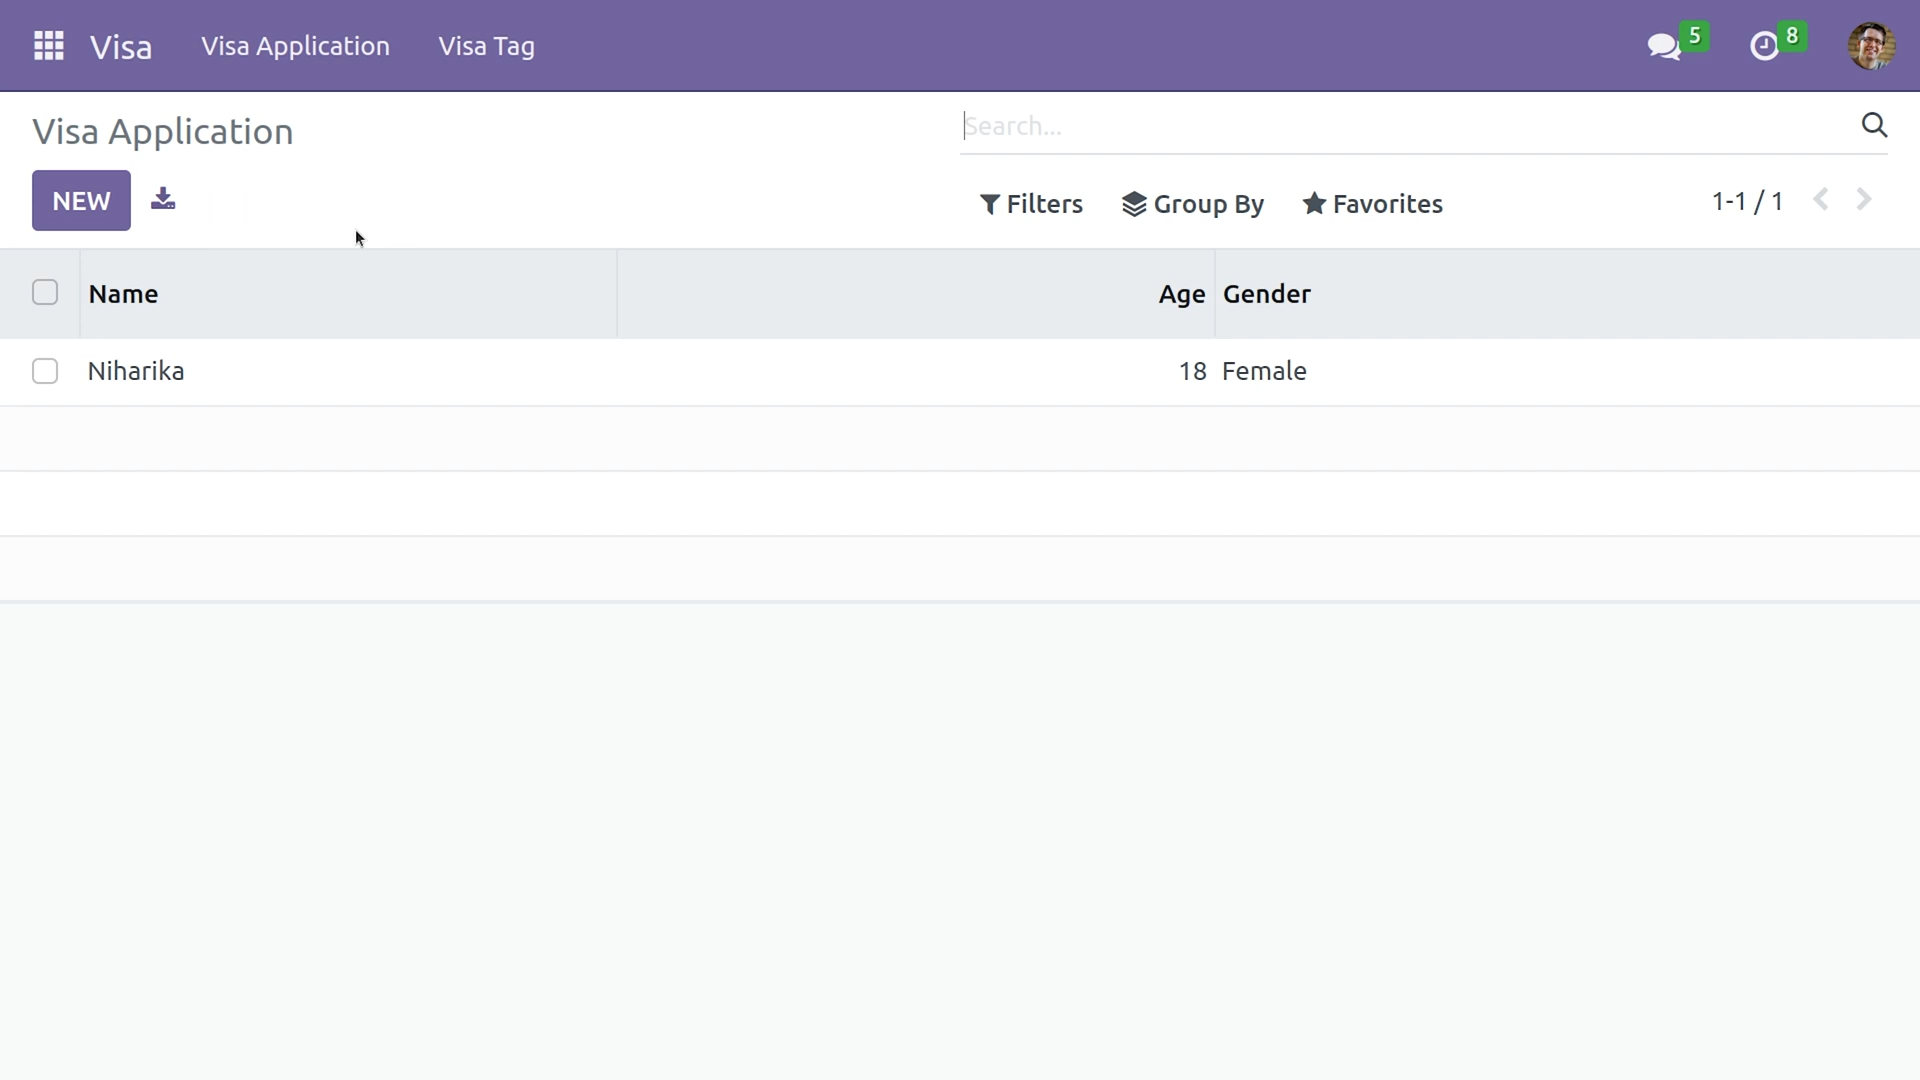 Visa Visa Application Visa Tag 5 8
Visa Application
Search...
NEW
Filters Group By Favorites 1-1 / 1
Name Age Gender
Niharika 18 Female